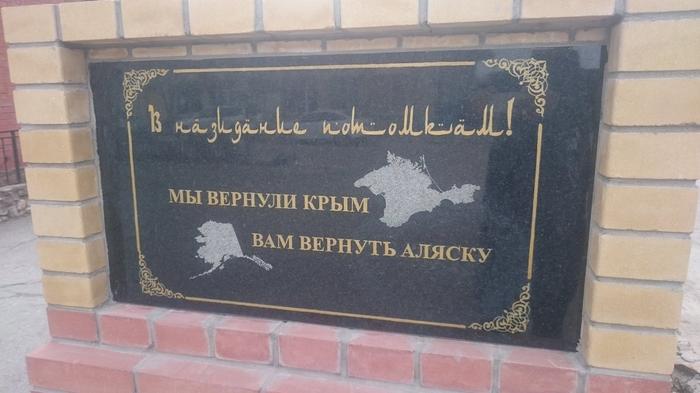 В назидание потомкам!
МЫ ВЕРНУЛИ КРЫМ
ВАМ ВЕРНУТЬ АЛЯСКУ